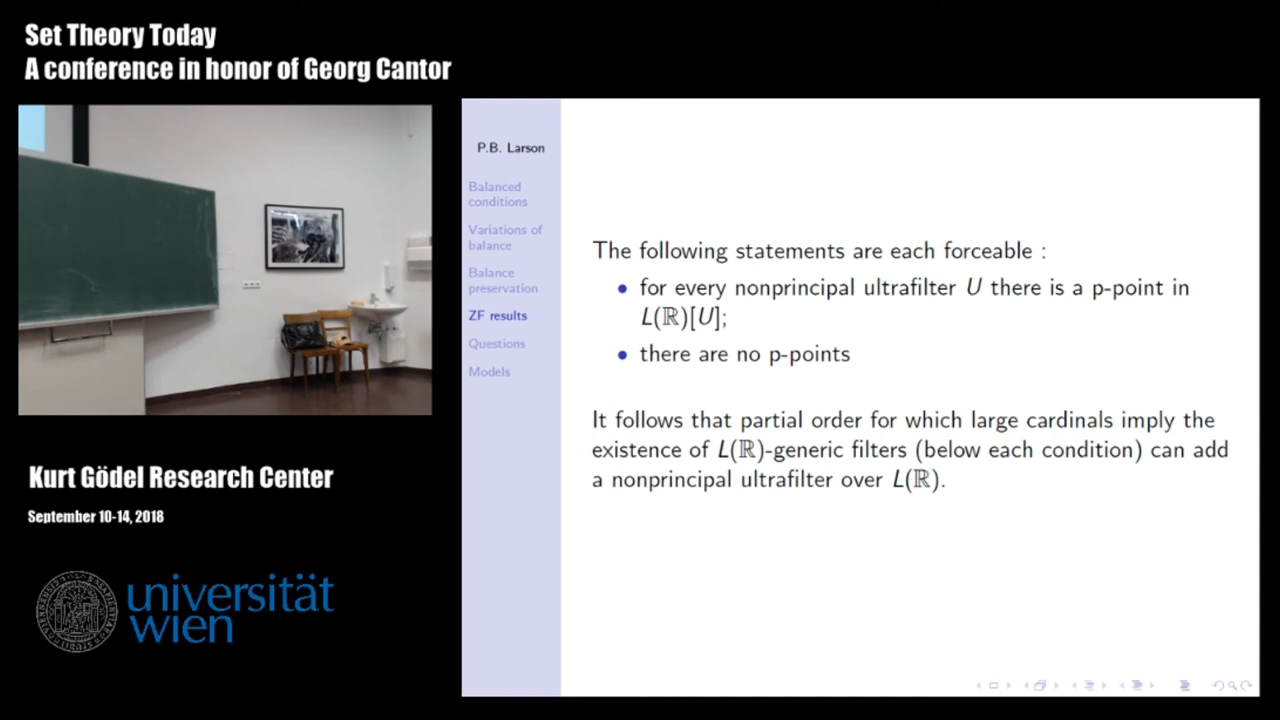 Set Theory Today
A conference in honor of Georg Cantor
P.B. Larson
Balanced
conditions
Variations of
balance
Balance
preservation
ZF results
Questions
Models
The following statements are each forceable :
• for every nonprincipal ultrafilter U there is a p-point in
L(ℝ)[U];
• there are no p-points
It follows that partial order for which large cardinals imply the
existence of L(ℝ)-generic filters (below each condition) can add
a nonprincipal ultrafilter over L(ℝ).
Kurt Gödel Research Center
September 10-14, 2018
universität
wien